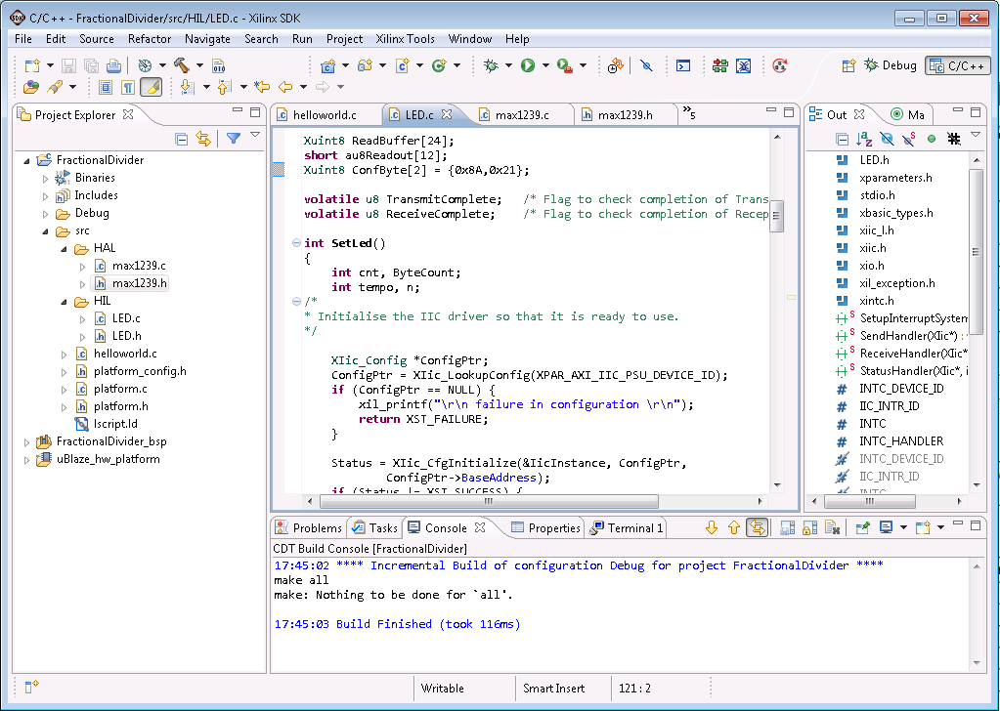 C/C++ - FractionalDivider/src/HIL/LED.c - Xilinx SDK
File Edit Source Refactor Navigate Search Run Project Xilinx Tools Window Help
Debug C/C++
Project Explorer
FractionalDivider
Binaries
Includes
Debug
src
HAL
max1239.c
max1239.h
HIL
LED.c
LED.h
helloworld.c
platform_config.h
platform.c
platform.h
lscript.ld
FractionalDivider_bsp
uBlaze_hw_platform
helloworld.c LED.c max1239.c max1239.h »5
Xuint8 ReadBuffer[24];
short au8Readout[12];
Xuint8 ConfByte[2] = {0x8A,0x21};
volatile u8 TransmitComplete; /* Flag to check completion of Trans
volatile u8 ReceiveComplete; /* Flag to check completion of Recep
int SetLed()
{
int cnt, ByteCount;
int tempo, n;
/*
* Initialise the IIC driver so that it is ready to use.
*/
XIic_Config *ConfigPtr;
ConfigPtr = XIic_LookupConfig(XPAR_AXI_IIC_PSU_DEVICE_ID);
if (ConfigPtr == NULL) {
xil_printf("\r\n failure in configuration \r\n");
return XST_FAILURE;
}
Status = XIic_CfgInitialize(&IicInstance, ConfigPtr,
ConfigPtr->BaseAddress);
if (Status != XST_SUCCESS) {
Out Ma
LED.h
xparameters.h
stdio.h
xbasic_types.h
xiic_l.h
xiic.h
xio.h
xil_exception.h
xintc.h
SetupInterruptSystem
SendHandler(XIic*) :
ReceiveHandler(XIic*
StatusHandler(XIic*, i
INTC_DEVICE_ID
IIC_INTR_ID
INTC
INTC_HANDLER
INTC_DEVICE_ID
IIC_INTR_ID
INTC
Problems Tasks Console Properties Terminal 1
CDT Build Console [FractionalDivider]
17:45:02 **** Incremental Build of configuration Debug for project FractionalDivider ****
make all
make: Nothing to be done for `all'.
17:45:03 Build Finished (took 116ms)
Writable Smart Insert 121 : 2